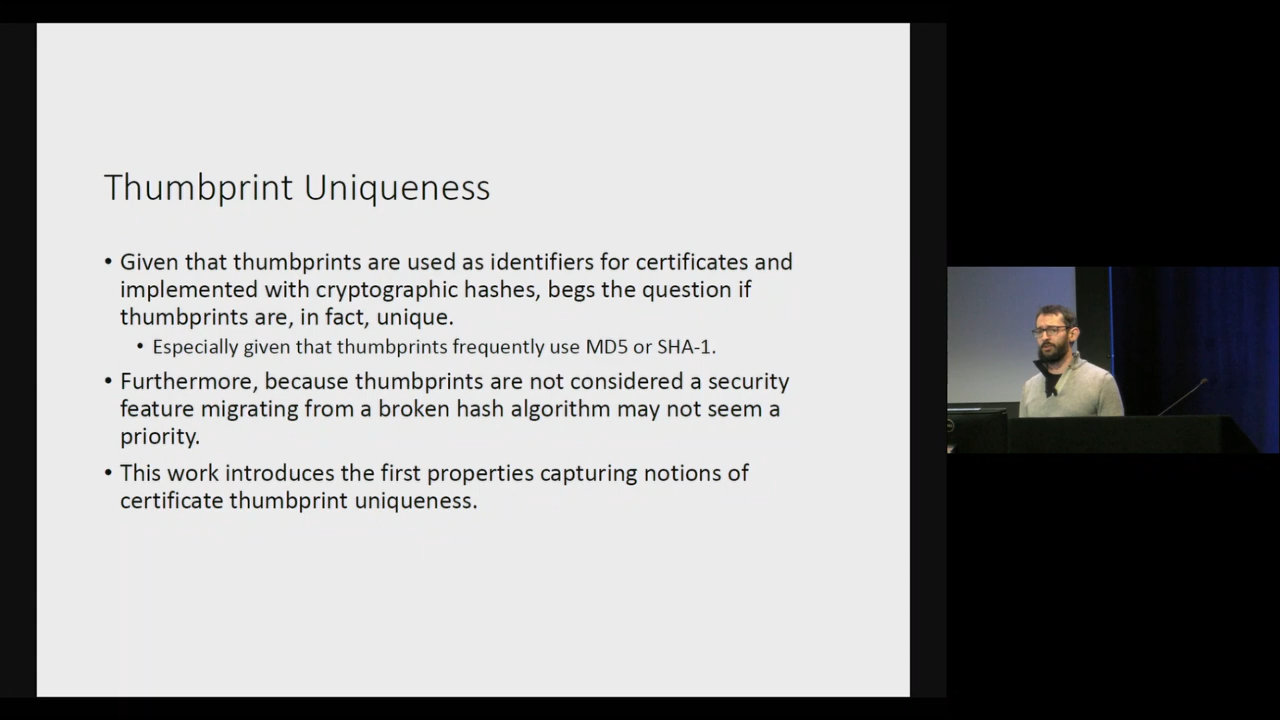 Thumbprint Uniqueness
• Given that thumbprints are used as identifiers for certificates and
implemented with cryptographic hashes, begs the question if
thumbprints are, in fact, unique.
• Especially given that thumbprints frequently use MD5 or SHA-1.
• Furthermore, because thumbprints are not considered a security
feature migrating from a broken hash algorithm may not seem a
priority.
• This work introduces the first properties capturing notions of
certificate thumbprint uniqueness.